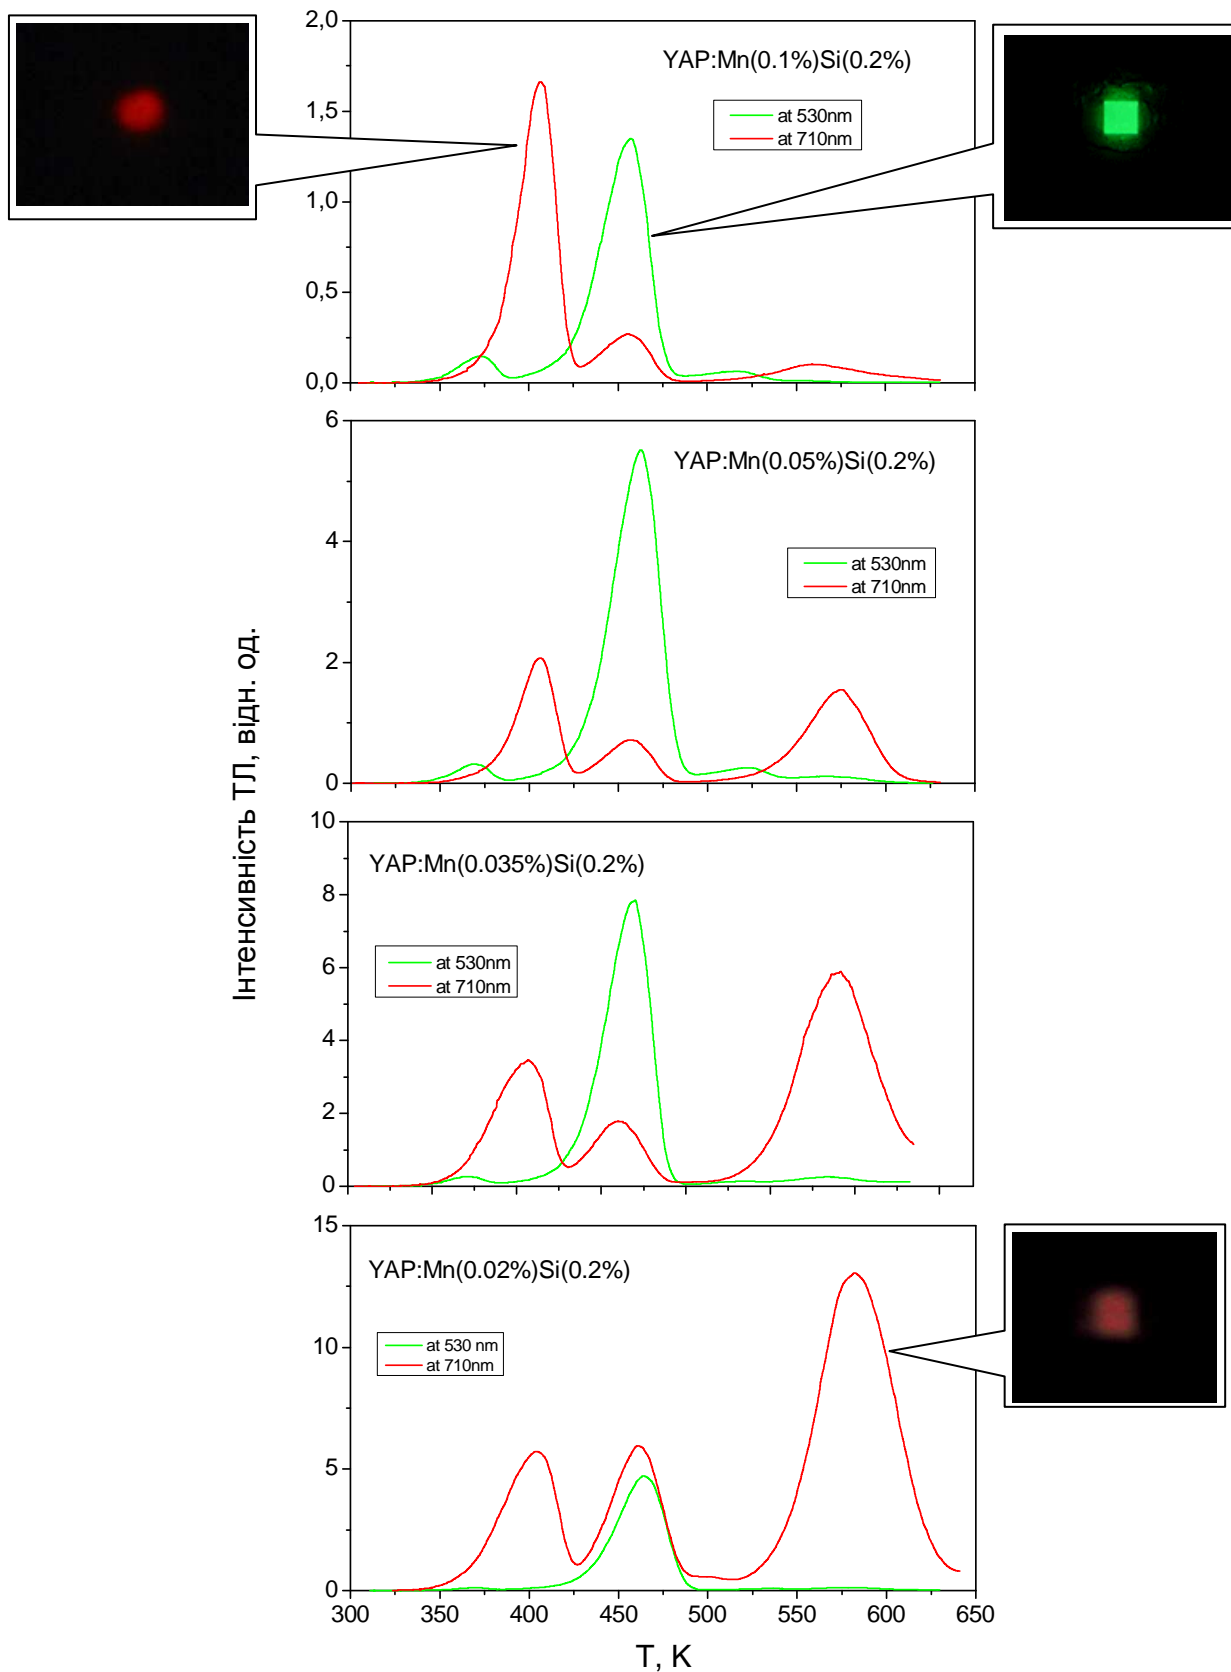 2,0
YAP:Mn(0.1%)Si(0.2%)
at 530nm
at 710nm
1,5
1,0
0,5
0,0
6
YAP:Mn(0.05%)Si(0.2%)
at 530nm
at 710nm
4
2
0
Інтенсивність ТЛ, відн. од.
10
YAP:Mn(0.035%)Si(0.2%)
8
at 530nm
at 710nm
6
4
2
0
15
YAP:Mn(0.02%)Si(0.2%)
at 530 nm
at 710nm
10
5
0
300 350 400 450 500 550 600 650
T, K